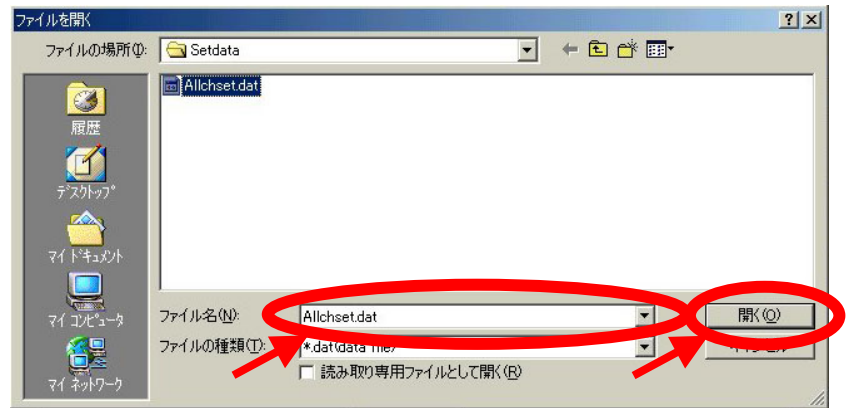 ファイルを開く
ファイルの場所(I): Setdata
Allchset.dat
履歴
デスクトップ
マイ ドキュメント
マイ コンピュータ
マイ ネットワーク
ファイル名(N): Allchset.dat 開く(O)
ファイルの種類(T): *.dat(data file)
読み取り専用ファイルとして開く(R)